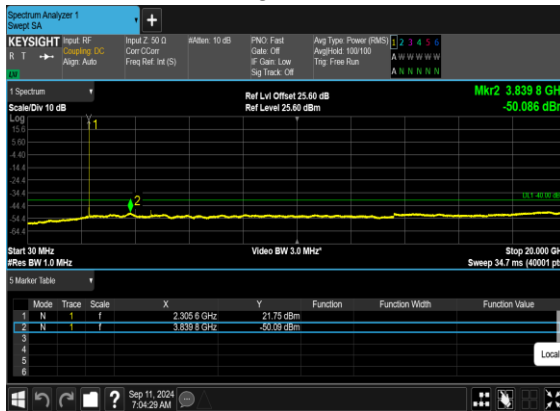 Spectrum Analyzer 1
Swept SA
KEYSIGHT Input: RF Input Z: 50 Ω #Atten: 10 dB PNO: Fast Avg Type: Power (RMS) 1 2 3 4 5 6
R T Coupling: DC Corr CCorr Gate: Off Avg|Hold: 100/100 A W W W W W
Align: Auto Freq Ref: Int (S) IF Gain: Low Trig: Free Run
Sig Track: Off A N N N N N
1 Spectrum
Scale/Div 10 dB Ref Lvl Offset 25.60 dB Mkr2 3.839 8 GH
Ref Level 25.60 dBm -50.086 dB
Log
15.6
5.60
-4.40
-14.4
-24.4
-34.4
-44.4
-54.4
-64.4
1
2
DL1 -40.00 dB
Start 30 MHz Video BW 3.0 MHz* Stop 20.000 GH
#Res BW 1.0 MHz Sweep 34.7 ms (40001 pt
5 Marker Table
Mode Trace Scale X Y Function Function Width Function Value
1 N 1 f 2.305 6 GHz 21.75 dBm
2 N 1 f 3.839 8 GHz -50.09 dBm
3
4
5
6
Local
? Sep 11, 2024
7:04:29 AM